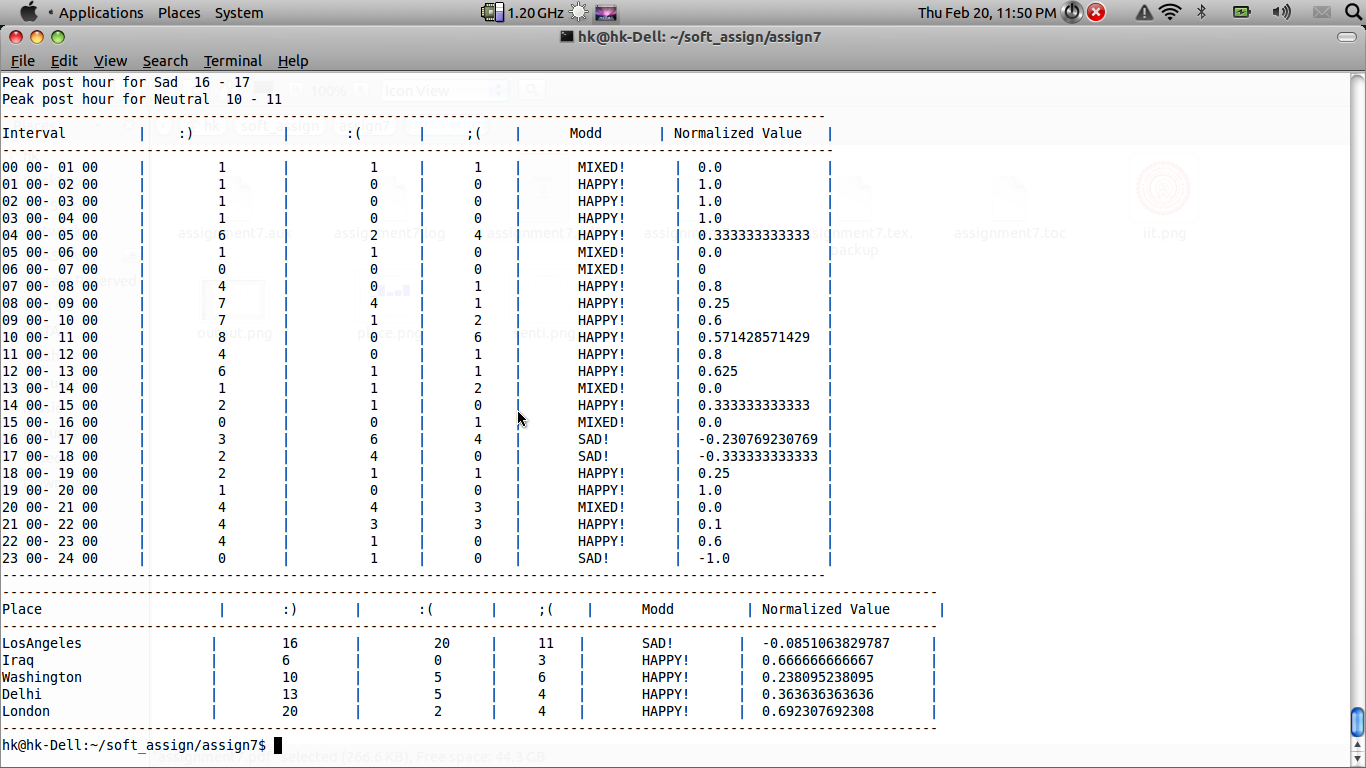 Applications Places System 1.20 GHz Thu Feb 20, 11:50 PM
hk@hk-Dell: ~/soft_assign/assign7
File Edit View Search Terminal Help
Peak post hour for Sad 16 - 17
Peak post hour for Neutral 10 - 11
Interval | :) | :( | ;( | Modd | Normalized Value |
00 00- 01 00 | 1 | 1 | 1 | MIXED! | 0.0 |
01 00- 02 00 | 1 | 0 | 0 | HAPPY! | 1.0 |
02 00- 03 00 | 1 | 0 | 0 | HAPPY! | 1.0 |
03 00- 04 00 | 1 | 0 | 0 | HAPPY! | 1.0 |
04 00- 05 00 | 6 | 2 | 4 | HAPPY! | 0.333333333333 |
05 00- 06 00 | 1 | 1 | 0 | MIXED! | 0.0 |
06 00- 07 00 | 0 | 0 | 0 | MIXED! | 0 |
07 00- 08 00 | 4 | 0 | 1 | HAPPY! | 0.8 |
08 00- 09 00 | 7 | 4 | 1 | HAPPY! | 0.25 |
09 00- 10 00 | 7 | 1 | 2 | HAPPY! | 0.6 |
10 00- 11 00 | 8 | 0 | 6 | HAPPY! | 0.571428571429 |
11 00- 12 00 | 4 | 0 | 1 | HAPPY! | 0.8 |
12 00- 13 00 | 6 | 1 | 1 | HAPPY! | 0.625 |
13 00- 14 00 | 1 | 1 | 2 | MIXED! | 0.0 |
14 00- 15 00 | 2 | 1 | 0 | HAPPY! | 0.333333333333 |
15 00- 16 00 | 0 | 0 | 1 | MIXED! | 0.0 |
16 00- 17 00 | 3 | 6 | 4 | SAD! | -0.230769230769 |
17 00- 18 00 | 2 | 4 | 0 | SAD! | -0.333333333333 |
18 00- 19 00 | 2 | 1 | 1 | HAPPY! | 0.25 |
19 00- 20 00 | 1 | 0 | 0 | HAPPY! | 1.0 |
20 00- 21 00 | 4 | 4 | 3 | MIXED! | 0.0 |
21 00- 22 00 | 4 | 3 | 3 | HAPPY! | 0.1 |
22 00- 23 00 | 4 | 1 | 0 | HAPPY! | 0.6 |
23 00- 24 00 | 0 | 1 | 0 | SAD! | -1.0 |
Place | :) | :( | ;( | Modd | Normalized Value |
LosAngeles | 16 | 20 | 11 | SAD! | -0.0851063829787 |
Iraq | 6 | 0 | 3 | HAPPY! | 0.666666666667 |
Washington | 10 | 5 | 6 | HAPPY! | 0.238095238095 |
Delhi | 13 | 5 | 4 | HAPPY! | 0.363636363636 |
London | 20 | 2 | 4 | HAPPY! | 0.692307692308 |
hk@hk-Dell:~/soft_assign/assign7$